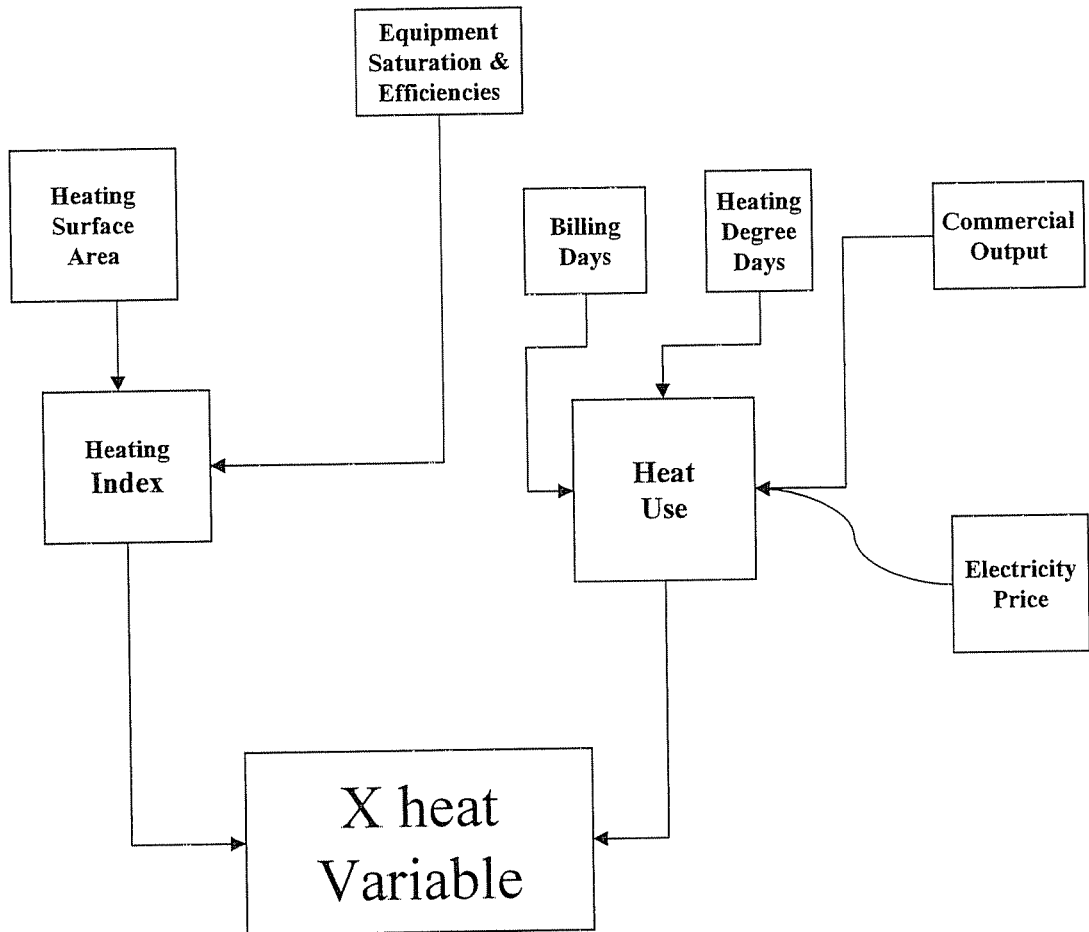 Equipment
Saturation &
Efficiencies
Heating
Surface
Area
Billing
Days
Heating
Degree
Days
Commercial
Output
Heating
Index
Heat
Use
Electricity
Price
X heat
Variable